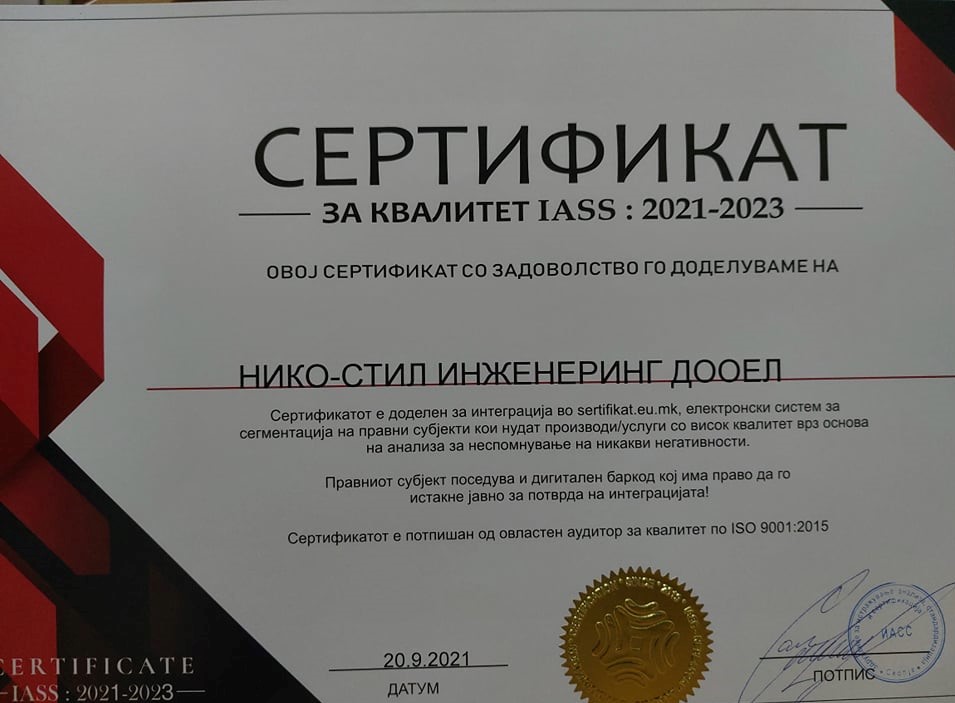 СЕРТИФИКАТ
ЗА КВАЛИТЕТ IASS : 2021-2023
ОВОЈ СЕРТИФИКАТ СО ЗАДОВОЛСТВО ГО ДОДЕЛУВАМЕ НА
НИКО-СТИЛ ИНЖЕНЕРИНГ ДООЕЛ
Сертификатот е доделен за интеграција во sertifikat.eu.mk, електронски систем за
сегментација на правни субјекти кои нудат производи/услуги со висок квалитет врз основа
на анализа за неспомнување на никакви негативности.
Правниот субјект поседува и дигитален баркод кој има право да го
истакне јавно за потврда на интеграцијата!
Сертификатот е потпишан од овластен аудитор за квалитет по ISO 9001:2015
20.9.2021
ДАТУМ
ПОТПИС
ИАСС
CERTIFICATE
IASS : 2021-2023